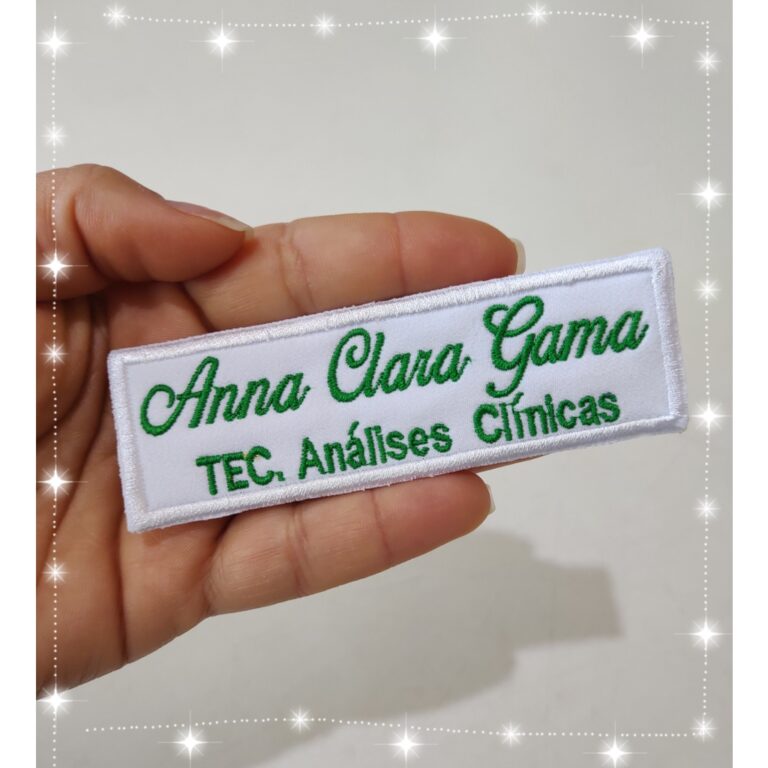 Anna Clara Gama
TEC. Análises Clínicas